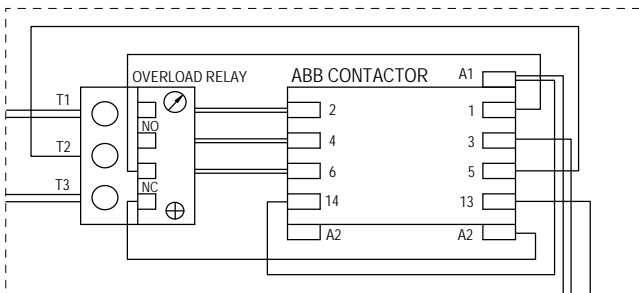 OVERLOAD RELAY ABB CONTACTOR A1
T1 2 1
NO
T2 4 3
6 5
T3 NC 14 13
A2 A2